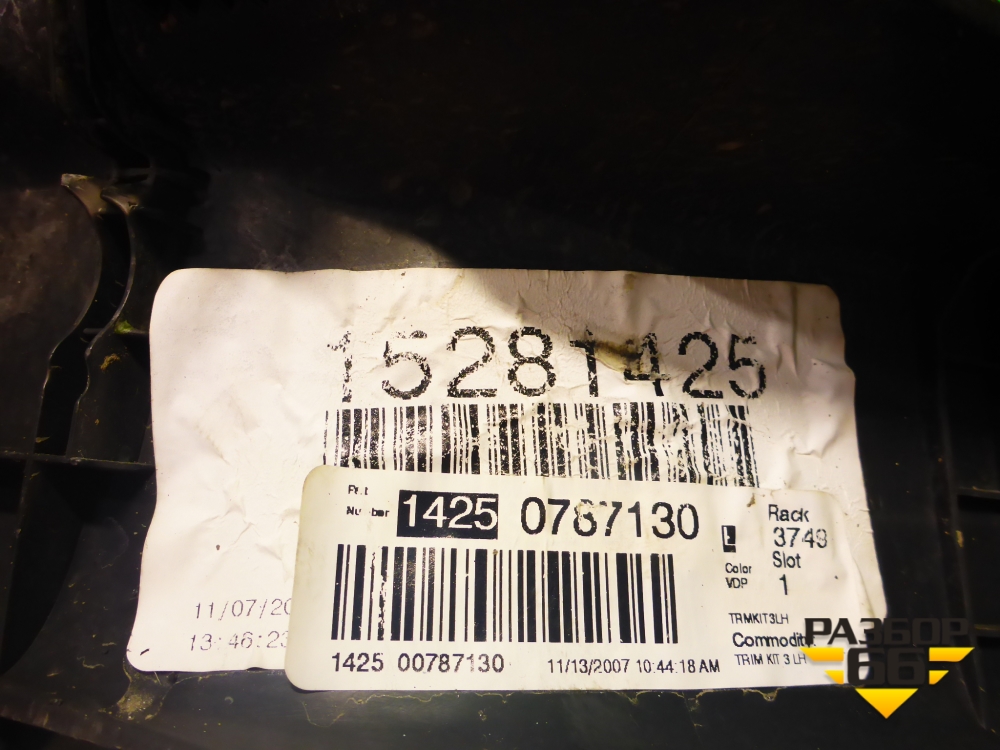 15281425
Part
Number 1425 0787130
L
Rack
3749
Color
Slot
VDP
1
11/07/20
13:46:23
TRMKIT3LH
Commodity
TRIM KIT 3 LH
1425 00787130 11/13/2007 10:44:18 AM
РАЗБОР
66